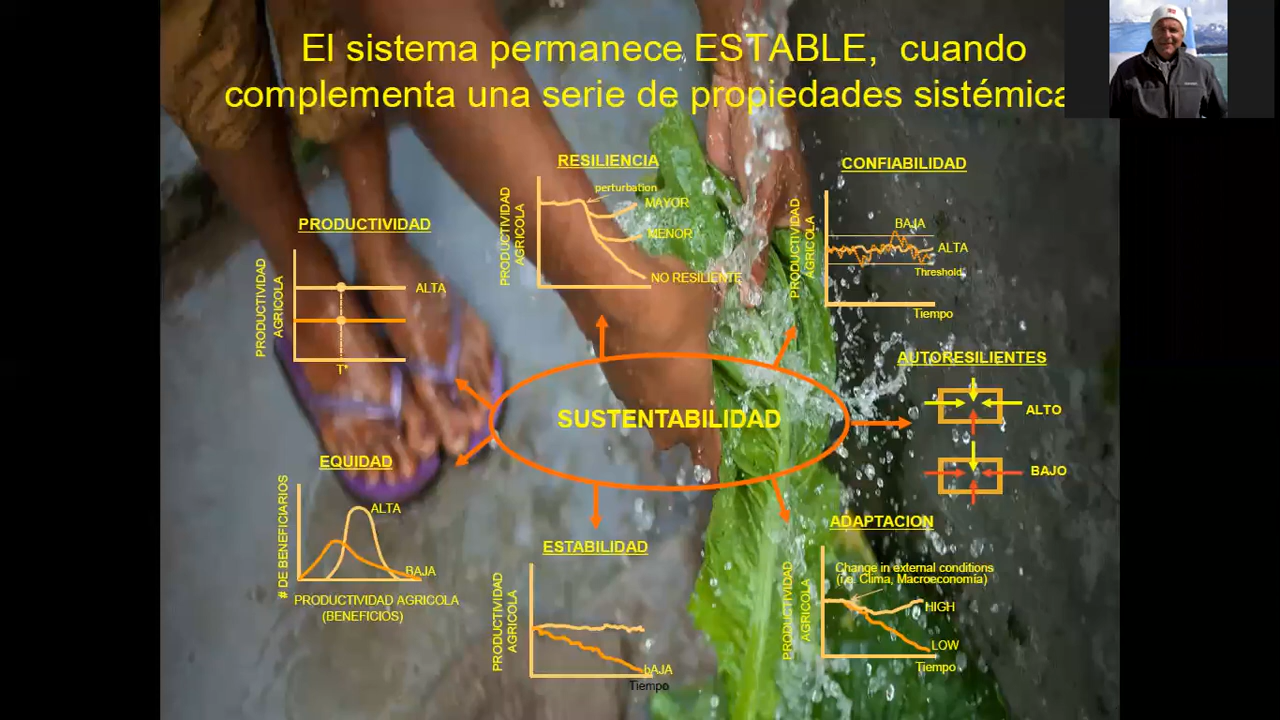 El sistema permanece ESTABLE, cuando
complementa una serie de propiedades sistémica
RESILIENCIA
PRODUCTIVIDAD
AGRICOLA
perturbation
MAYOR
MENOR
NO RESILIENTE
CONFIABILIDAD
PRODUCTIVIDAD
AGRICOLA
BAJA
ALTA
Threshold
Tiempo
PRODUCTIVIDAD
PRODUCTIVIDAD
AGRICOLA
ALTA
T*
AUTORESILIENTES
ALTO
BAJO
SUSTENTABILIDAD
EQUIDAD
# DE BENEFICIARIOS
ALTA
BAJA
PRODUCTIVIDAD AGRICOLA
(BENEFICIOS)
ESTABILIDAD
PRODUCTIVIDAD
AGRICOLA
bAJA
Tiempo
ADAPTACION
PRODUCTIVIDAD
AGRICOLA
Change in external conditions
(i.e. Clima, Macroeconomía)
HIGH
LOW
Tiempo